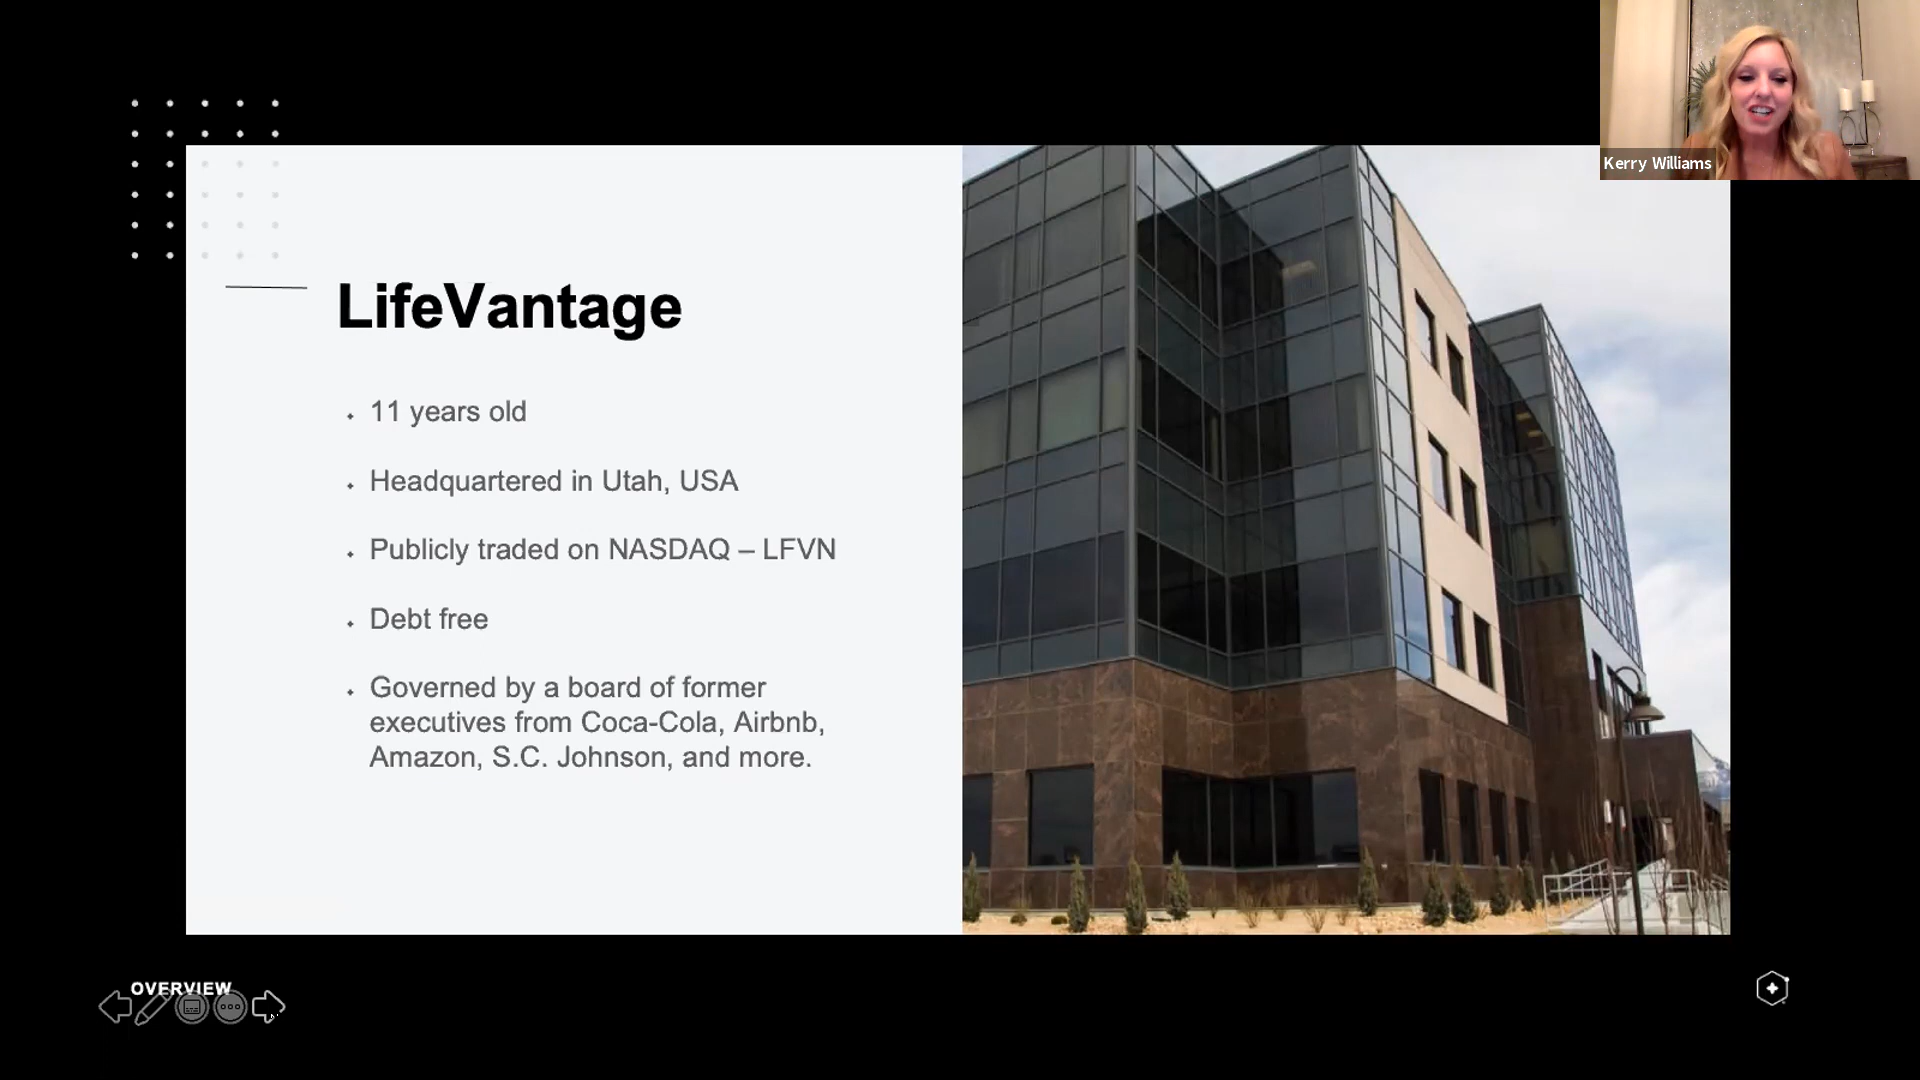 Kerry Williams
LifeVantage
11 years old
Headquartered in Utah, USA
Publicly traded on NASDAQ – LFVN
Debt free
Governed by a board of former
executives from Coca-Cola, Airbnb,
Amazon, S.C. Johnson, and more.
OVERVIEW